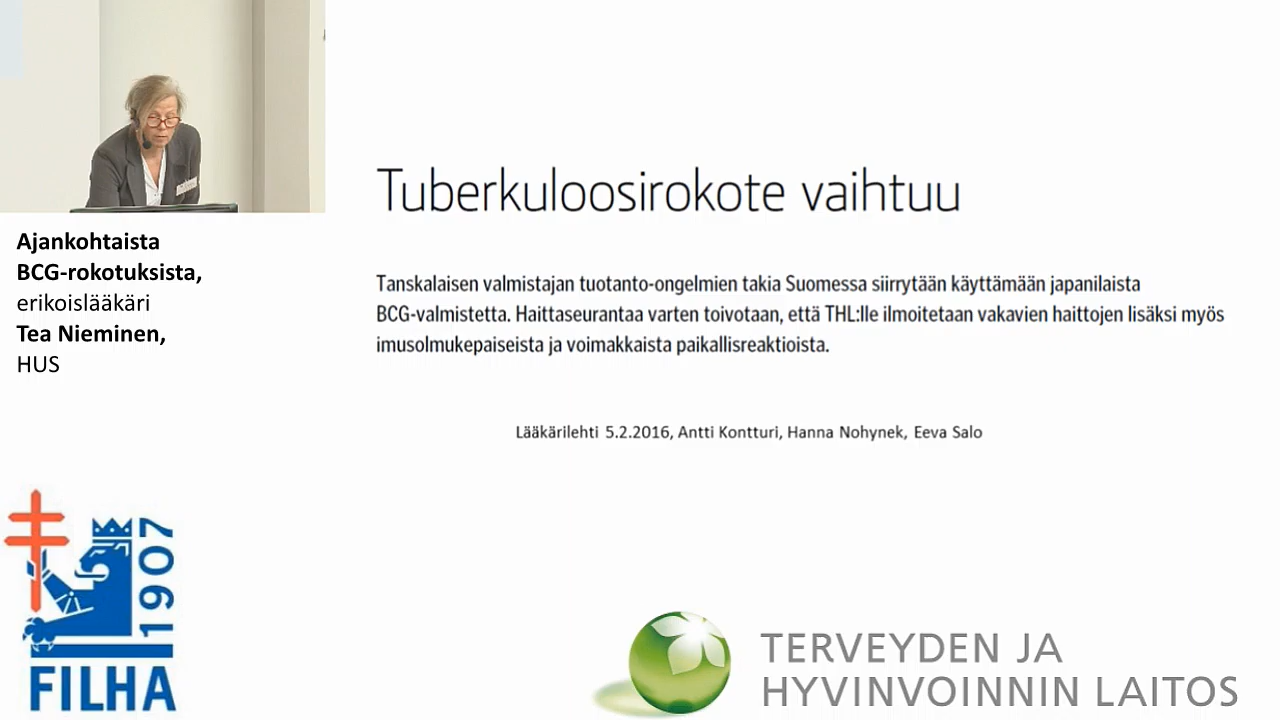 Ajankohtaista
BCG-rokotuksista,
erikoislääkäri
Tea Nieminen,
HUS
Tuberkuloosirokote vaihtuu
Tanskalaisen valmistajan tuotanto-ongelmien takia Suomessa siirrytään käyttämään japanilaista
BCG-valmistetta. Haittaseurantaa varten toivotaan, että THL:lle ilmoitetaan vakavien haittojen lisäksi myös
imusolmukepaiseista ja voimakkaista paikallisreaktioista.
Lääkärilehti 5.2.2016, Antti Kontturi, Hanna Nohynek, Eeva Salo
1907
FILHA
TERVEYDEN JA
HYVINVOINNIN LAITOS